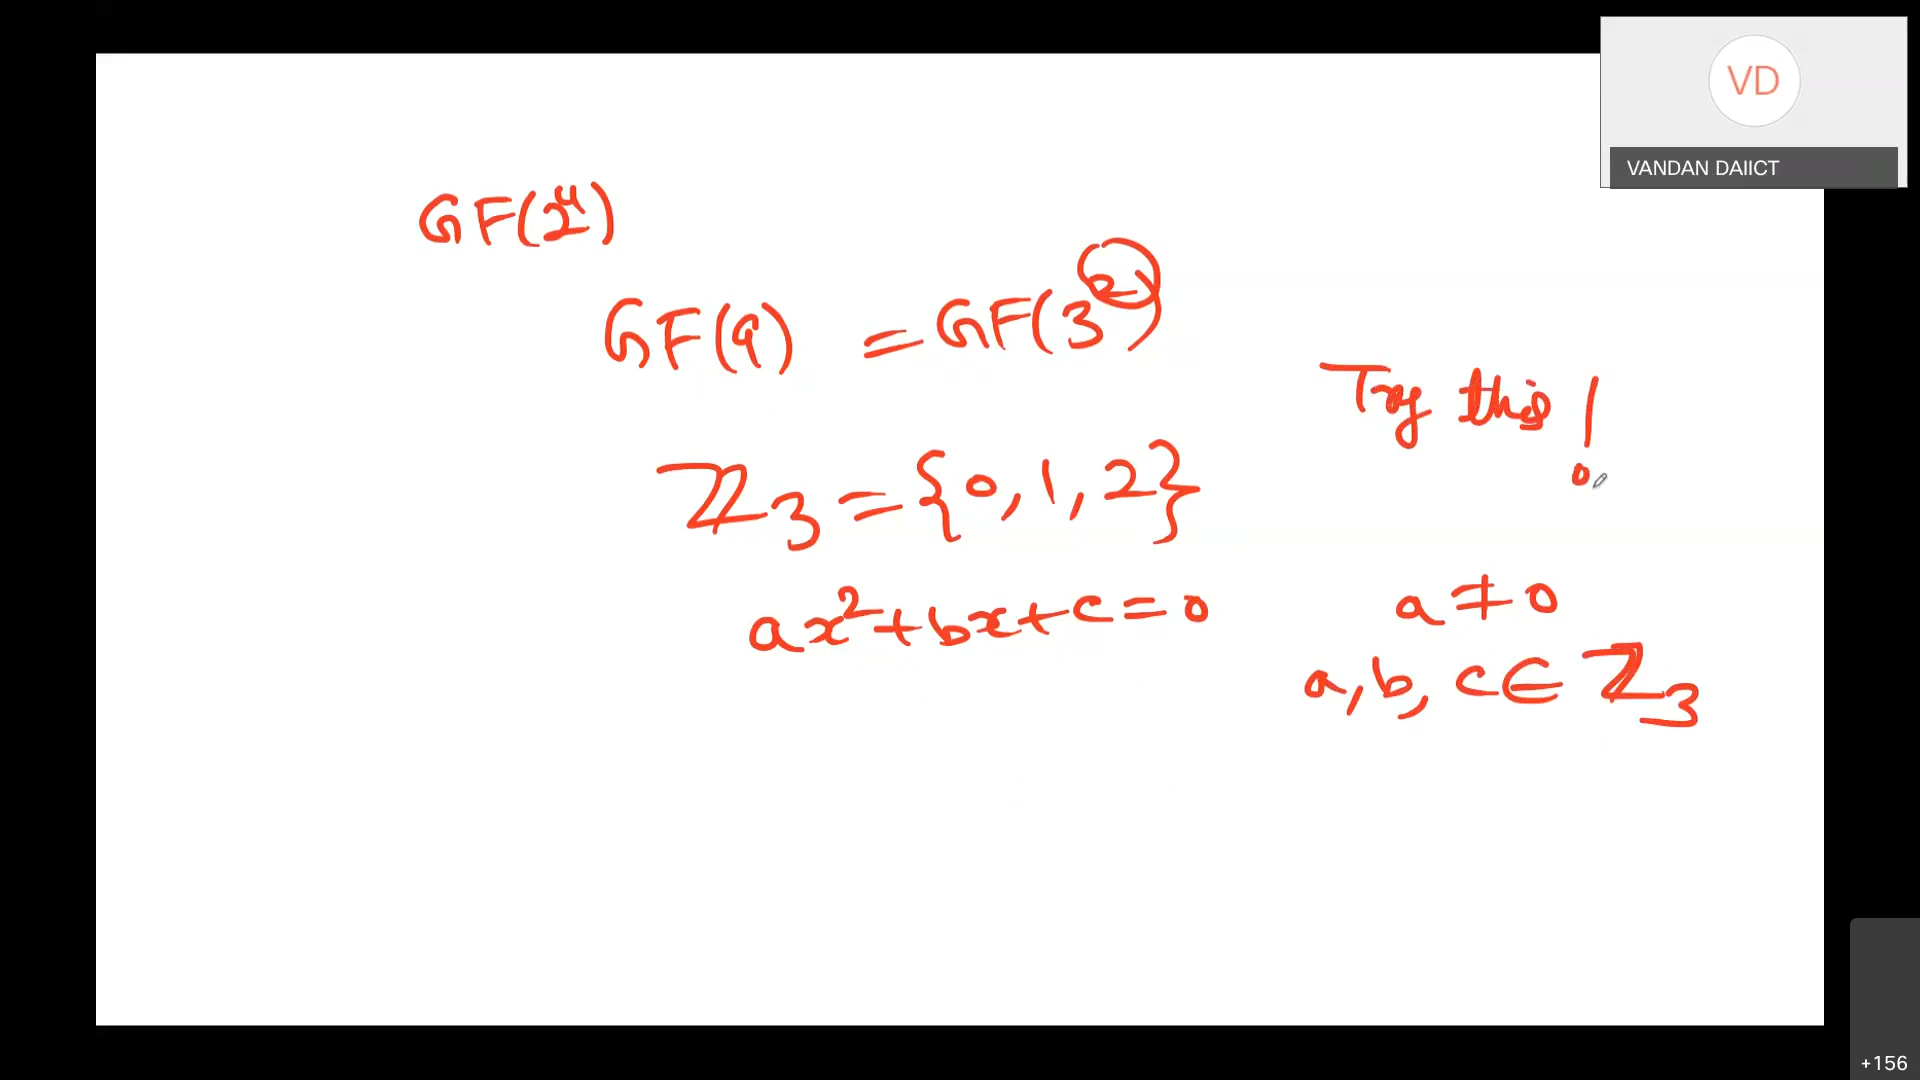 VD
VANDAN DAIICT
GF(2⁴)
GF(9) = GF(3²)
Try this!
ℤ₃ = {0, 1, 2}
ax² + bx + c = 0
a ≠ 0
a, b, c ∈ ℤ₃
+156